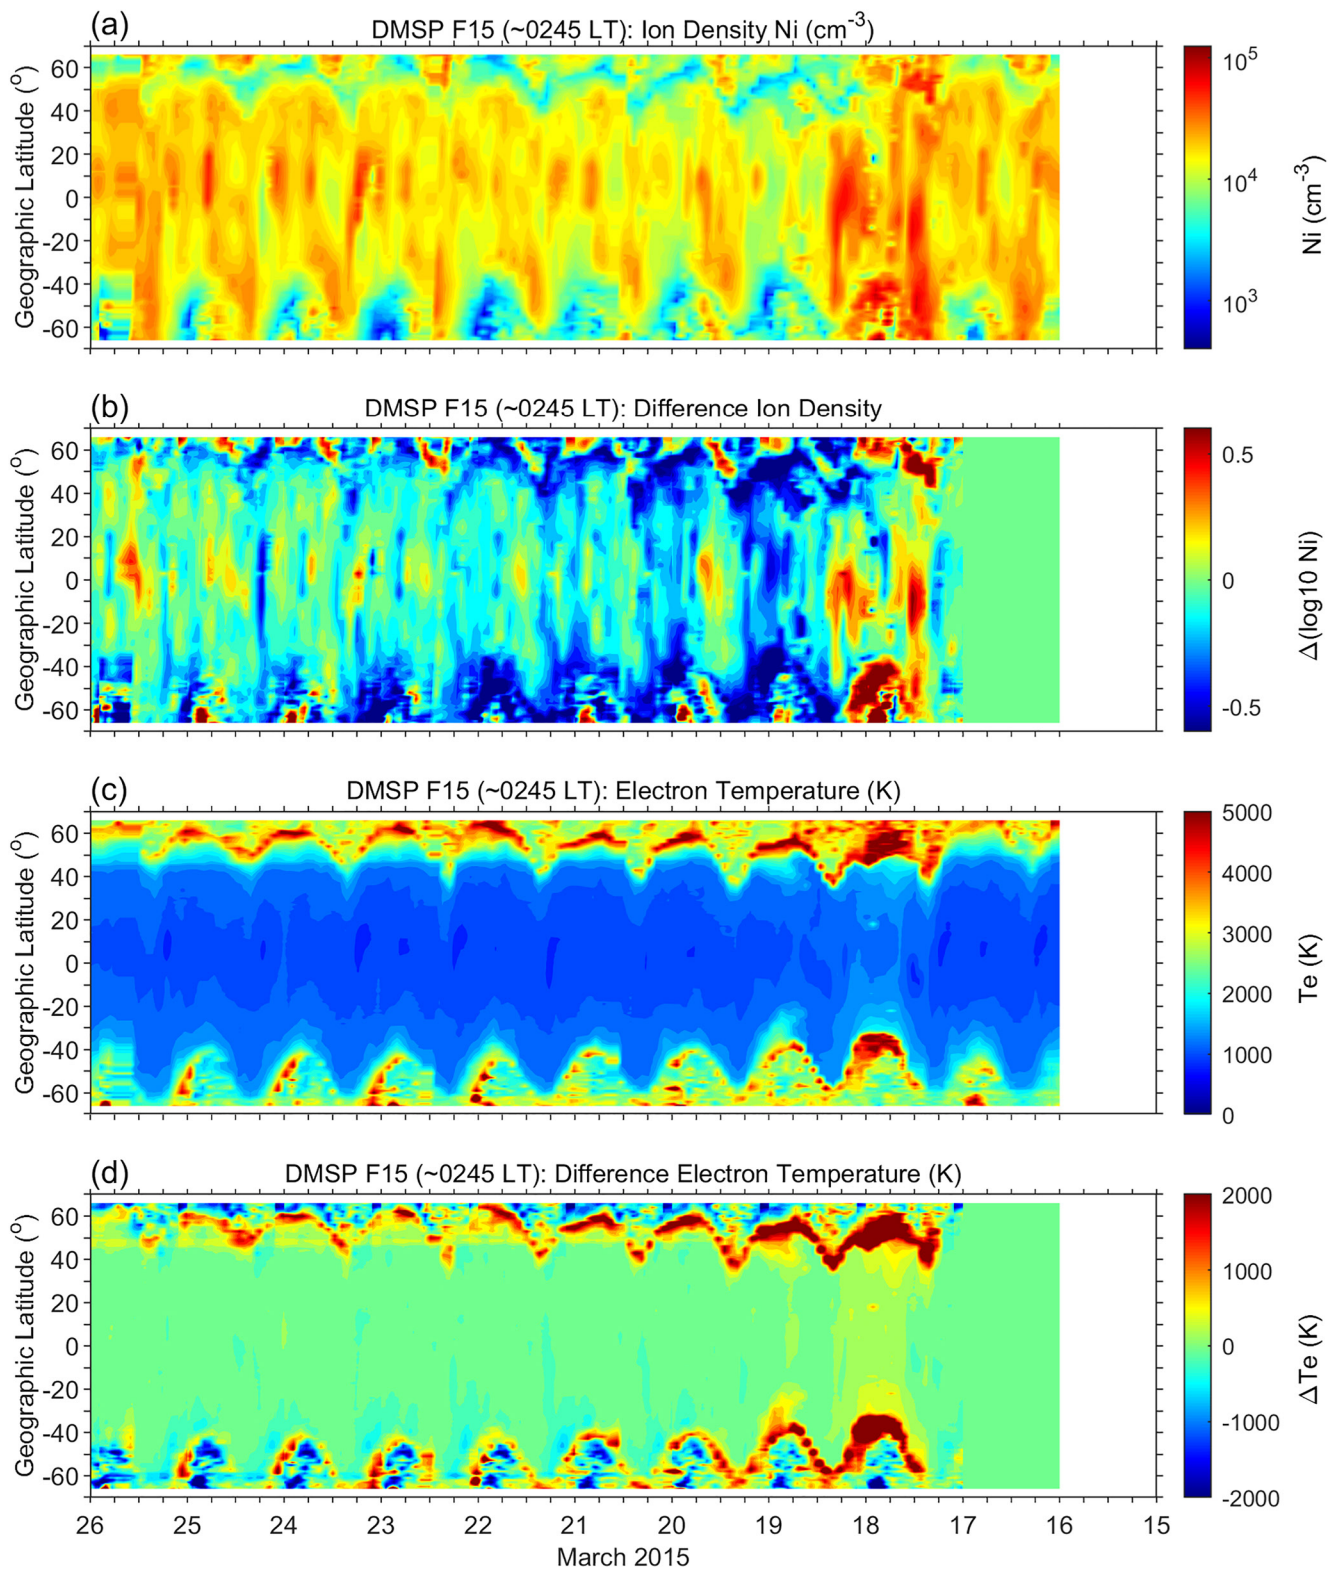 (a)
DMSP F15 (~0245 LT): Ion Density Ni (cm-3)
Geographic Latitude (o)
60
40
20
0
-20
-40
-60
10^5
10^4
10^3
Ni (cm-3)
(b)
DMSP F15 (~0245 LT): Difference Ion Density
Geographic Latitude (o)
60
40
20
0
-20
-40
-60
0.5
0
-0.5
Δ(log10 Ni)
(c)
DMSP F15 (~0245 LT): Electron Temperature (K)
Geographic Latitude (o)
60
40
20
0
-20
-40
-60
5000
4000
3000
2000
1000
0
Te (K)
(d)
DMSP F15 (~0245 LT): Difference Electron Temperature (K)
Geographic Latitude (o)
60
40
20
0
-20
-40
-60
2000
1000
0
-1000
-2000
ΔTe (K)
26 25 24 23 22 21 20 19 18 17 16 15
March 2015